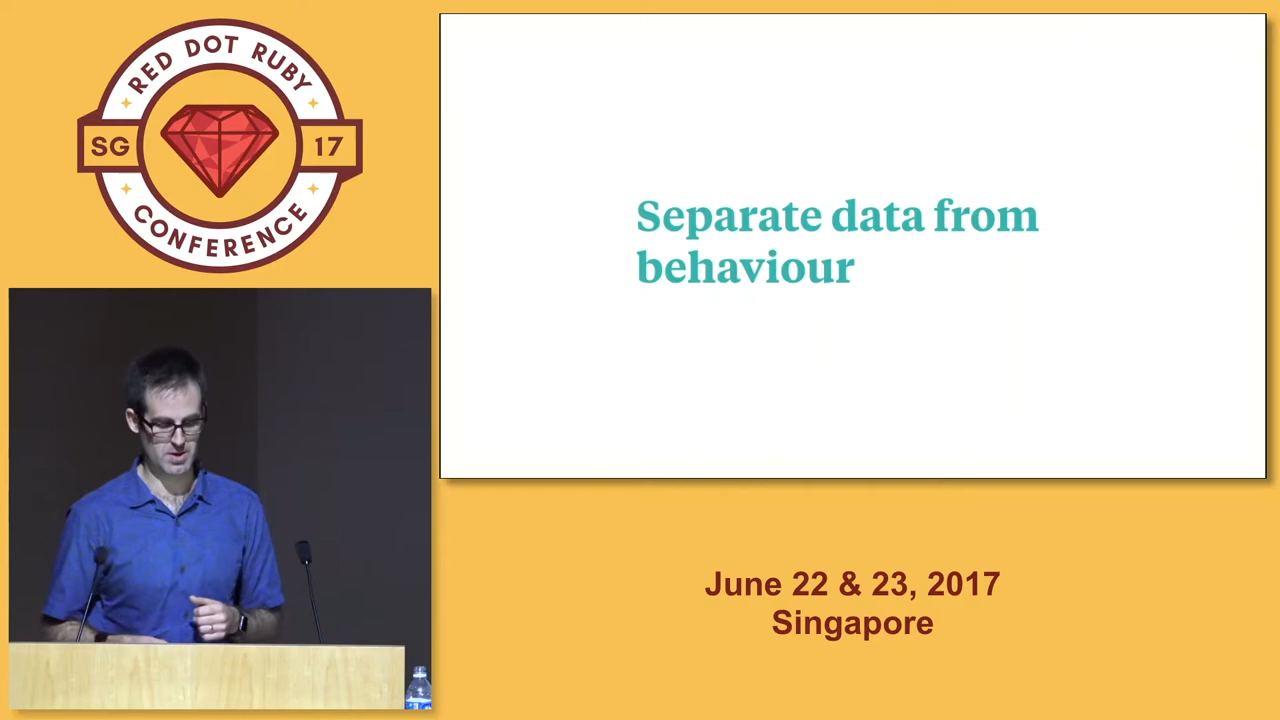 RED DOT RUBY
SG 17
CONFERENCE
Separate data from
behaviour
June 22 & 23, 2017
Singapore